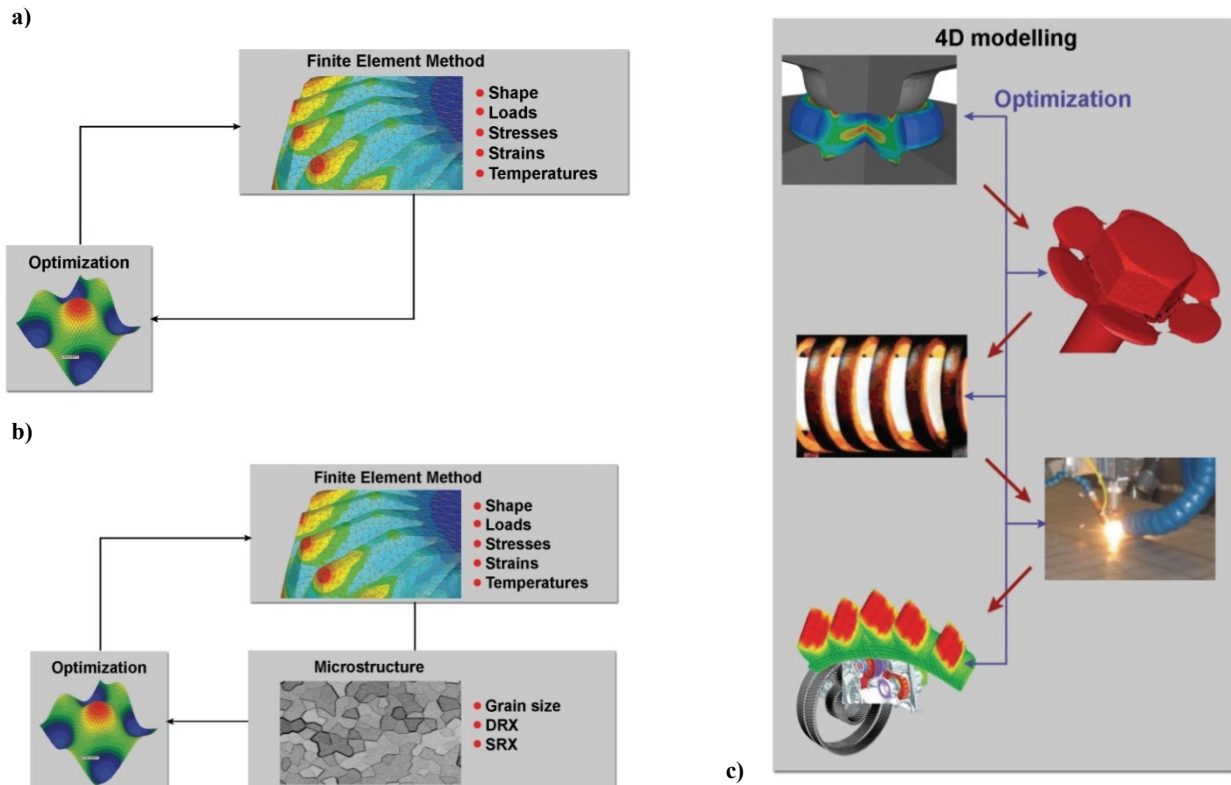 a)
Finite Element Method
Shape
Loads
Stresses
Strains
Temperatures
Optimization
b)
Finite Element Method
Shape
Loads
Stresses
Strains
Temperatures
Optimization
Microstructure
Grain size
DRX
SRX
4D modelling
Optimization
c)